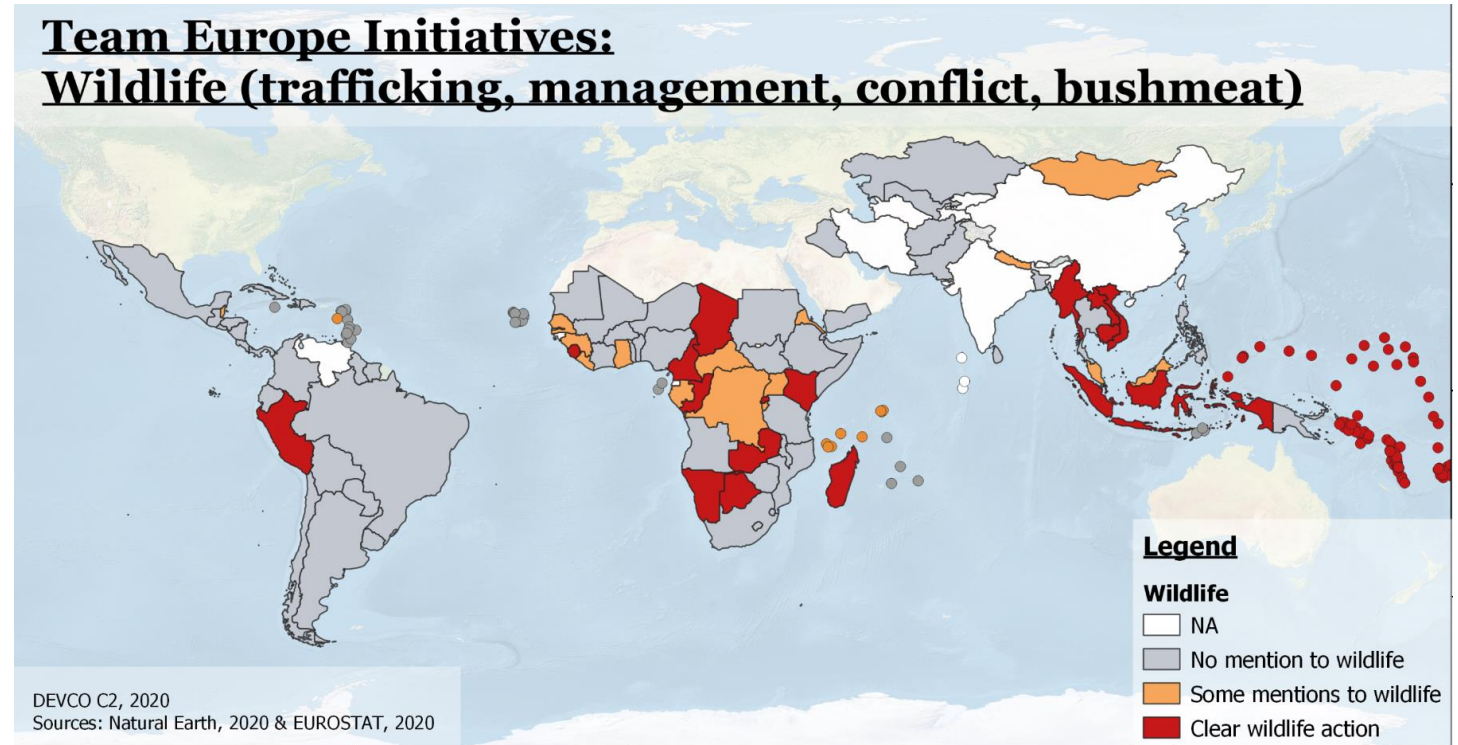 Team Europe Initiatives:
Wildlife (trafficking, management, conflict, bushmeat)
Legend
Wildlife
NA
No mention to wildlife
Some mentions to wildlife
Clear wildlife action
DEVCO C2, 2020
Sources: Natural Earth, 2020 & EUROSTAT, 2020